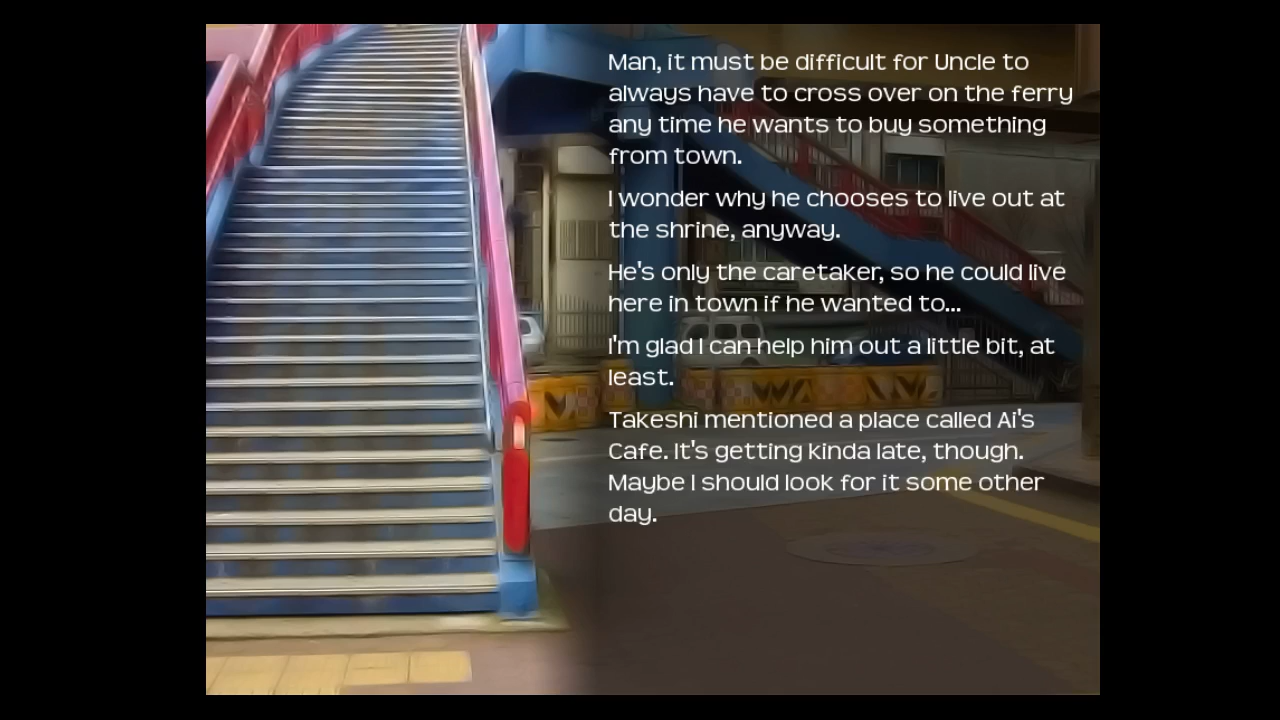 Man, it must be difficult for Uncle to
always have to cross over on the ferry
any time he wants to buy something
from town.
I wonder why he chooses to live out at
the shrine, anyway.
He's only the caretaker, so he could live
here in town if he wanted to...
I'm glad I can help him out a little bit, at
least.
Takeshi mentioned a place called Ai's
Cafe. It's getting kinda late, though.
Maybe I should look for it some other
day.